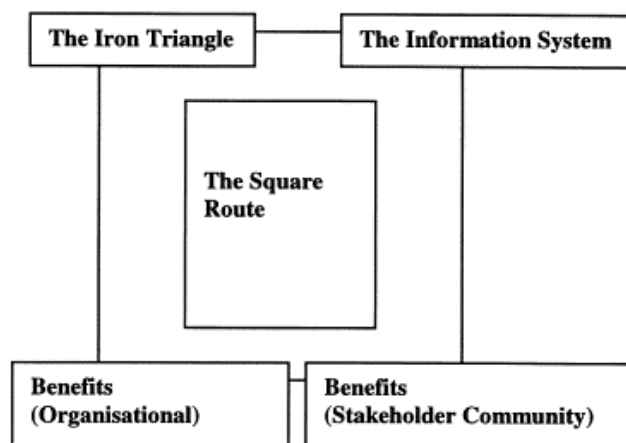 The Iron Triangle
The Information System
The Square
Route
Benefits
(Organisational)
Benefits
(Stakeholder Community)